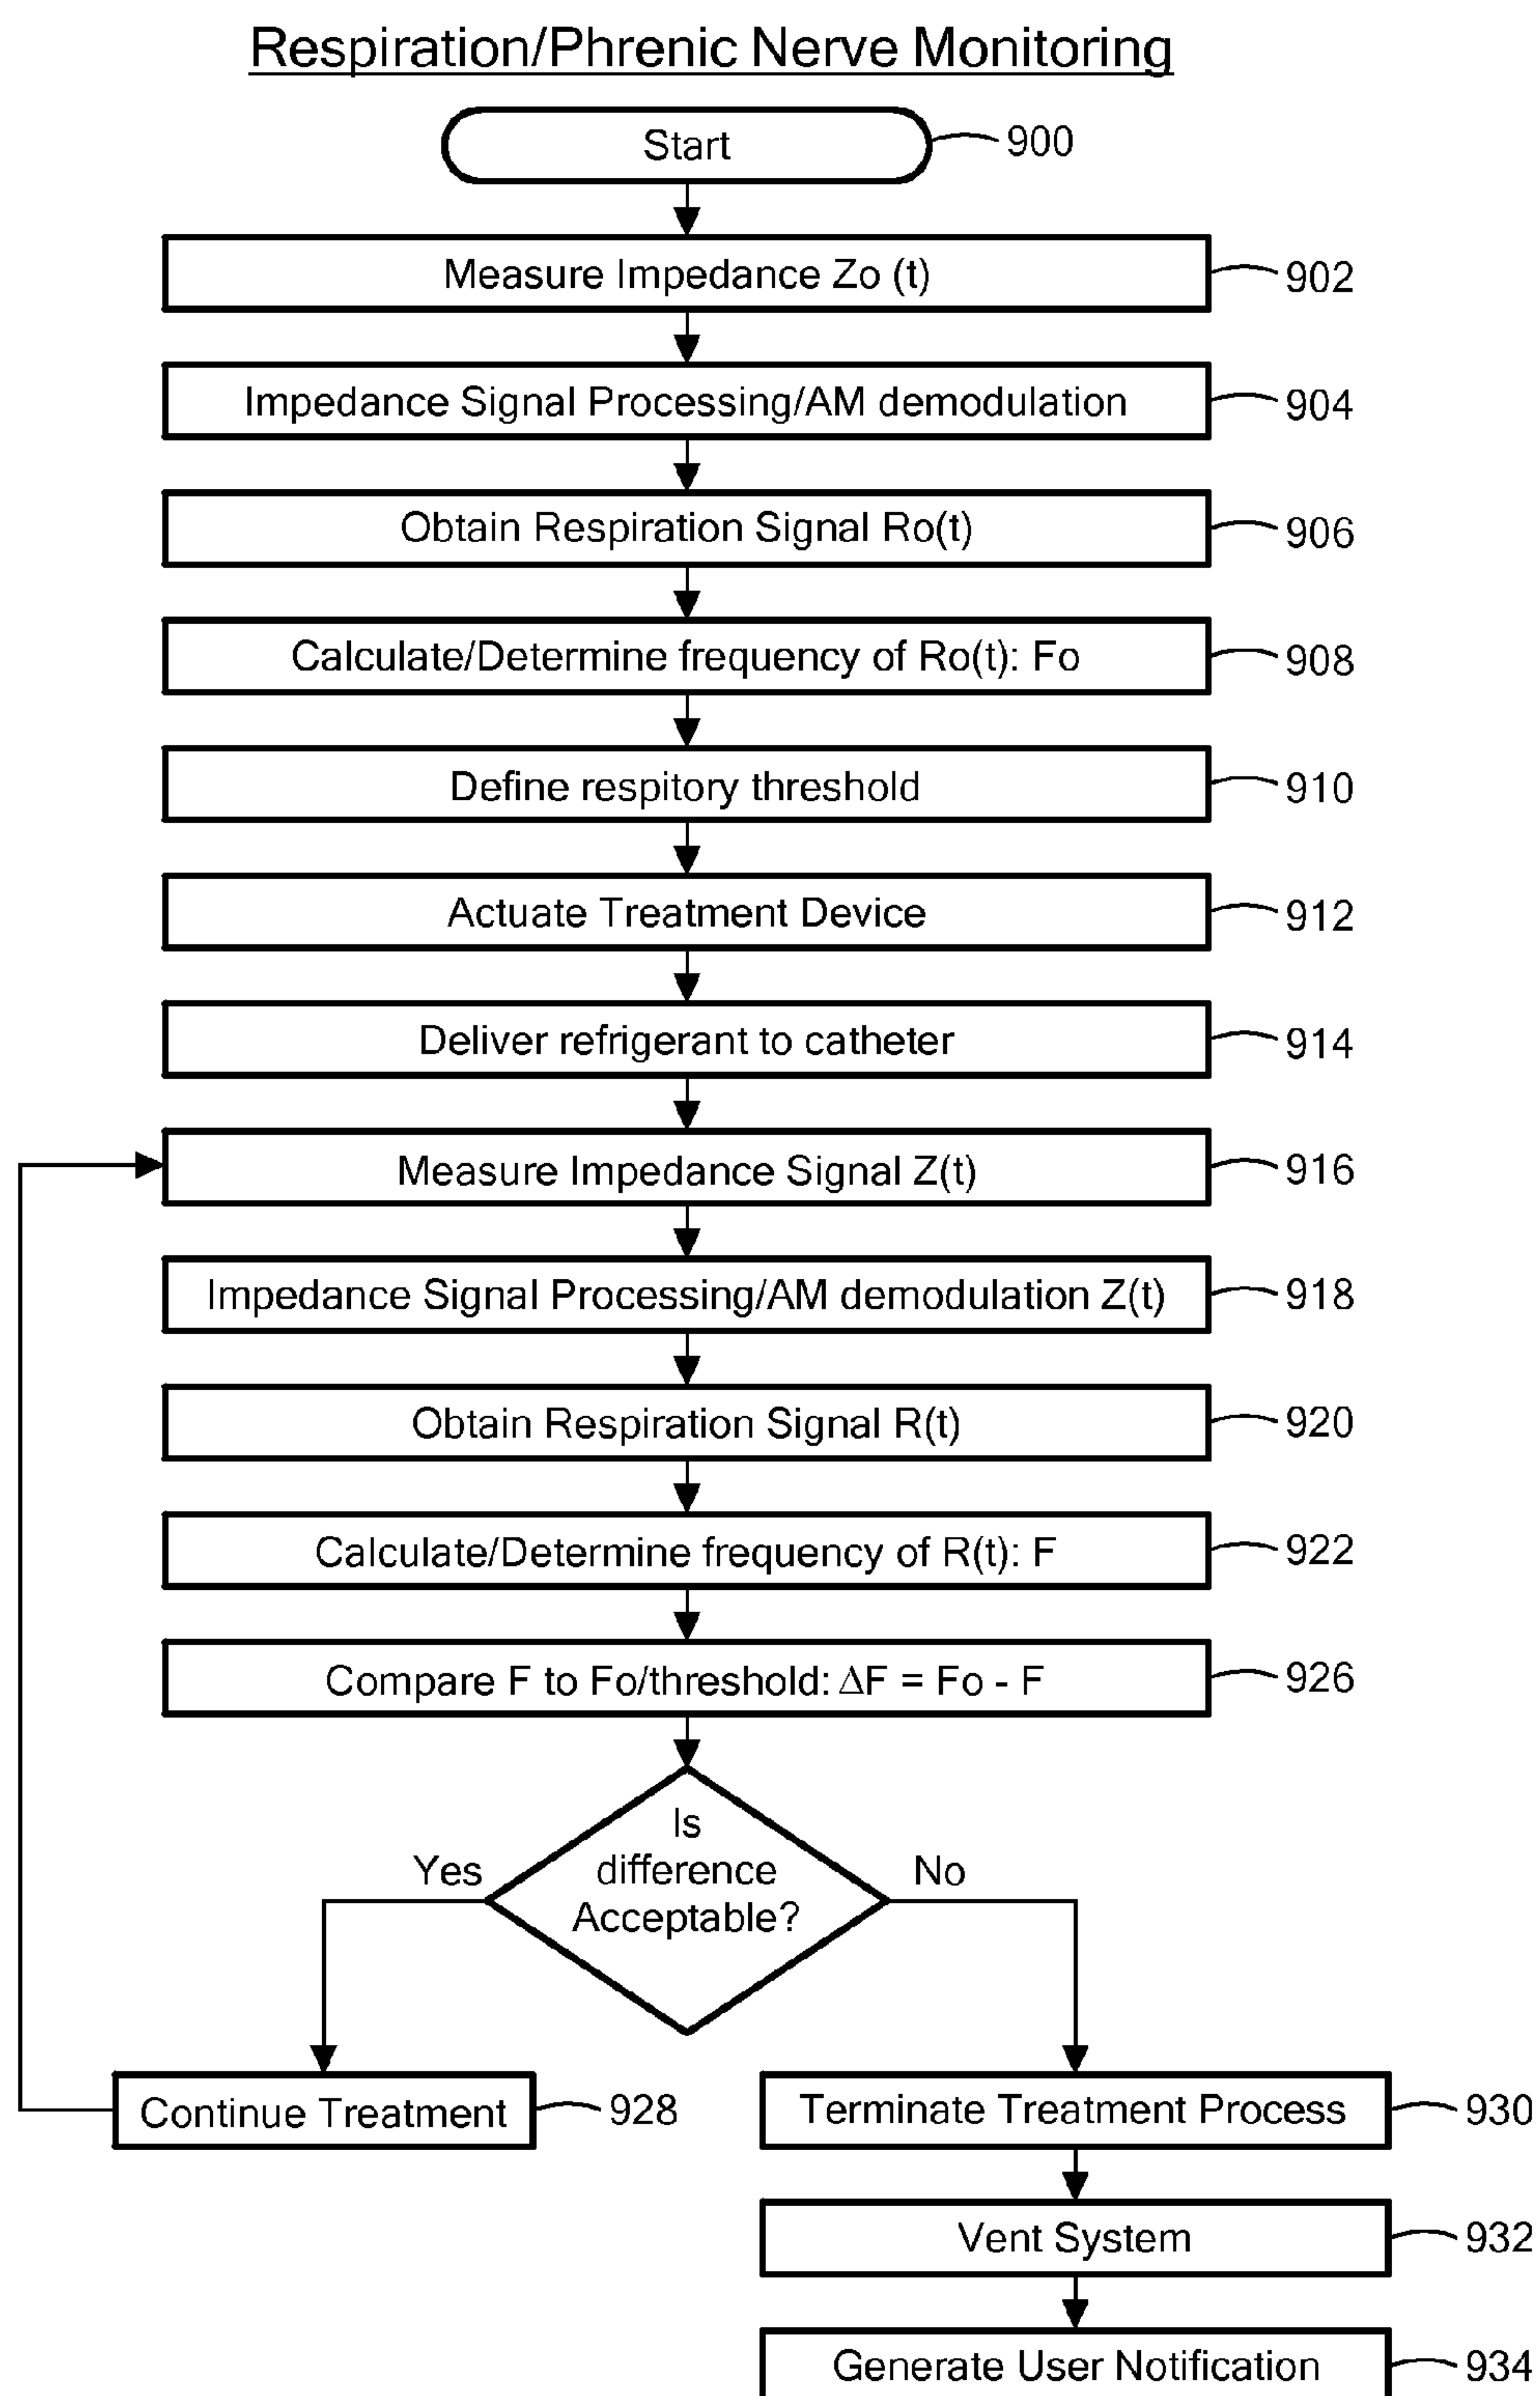 Respiration/Phrenic Nerve Monitoring
Start
900
Measure Impedance Zo (t)
902
Impedance Signal Processing/AM demodulation
904
Obtain Respiration Signal Ro(t)
906
Calculate/Determine frequency of Ro(t): Fo
908
Define respitory threshold
910
Actuate Treatment Device
912
Deliver refrigerant to catheter
914
Measure Impedance Signal Z(t)
916
Impedance Signal Processing/AM demodulation Z(t)
918
Obtain Respiration Signal R(t)
920
Calculate/Determine frequency of R(t): F
922
Compare F to Fo/threshold: ΔF = Fo - F
926
Is
difference
Acceptable?
Yes
No
Continue Treatment
928
Terminate Treatment Process
930
Vent System
932
Generate User Notification
934